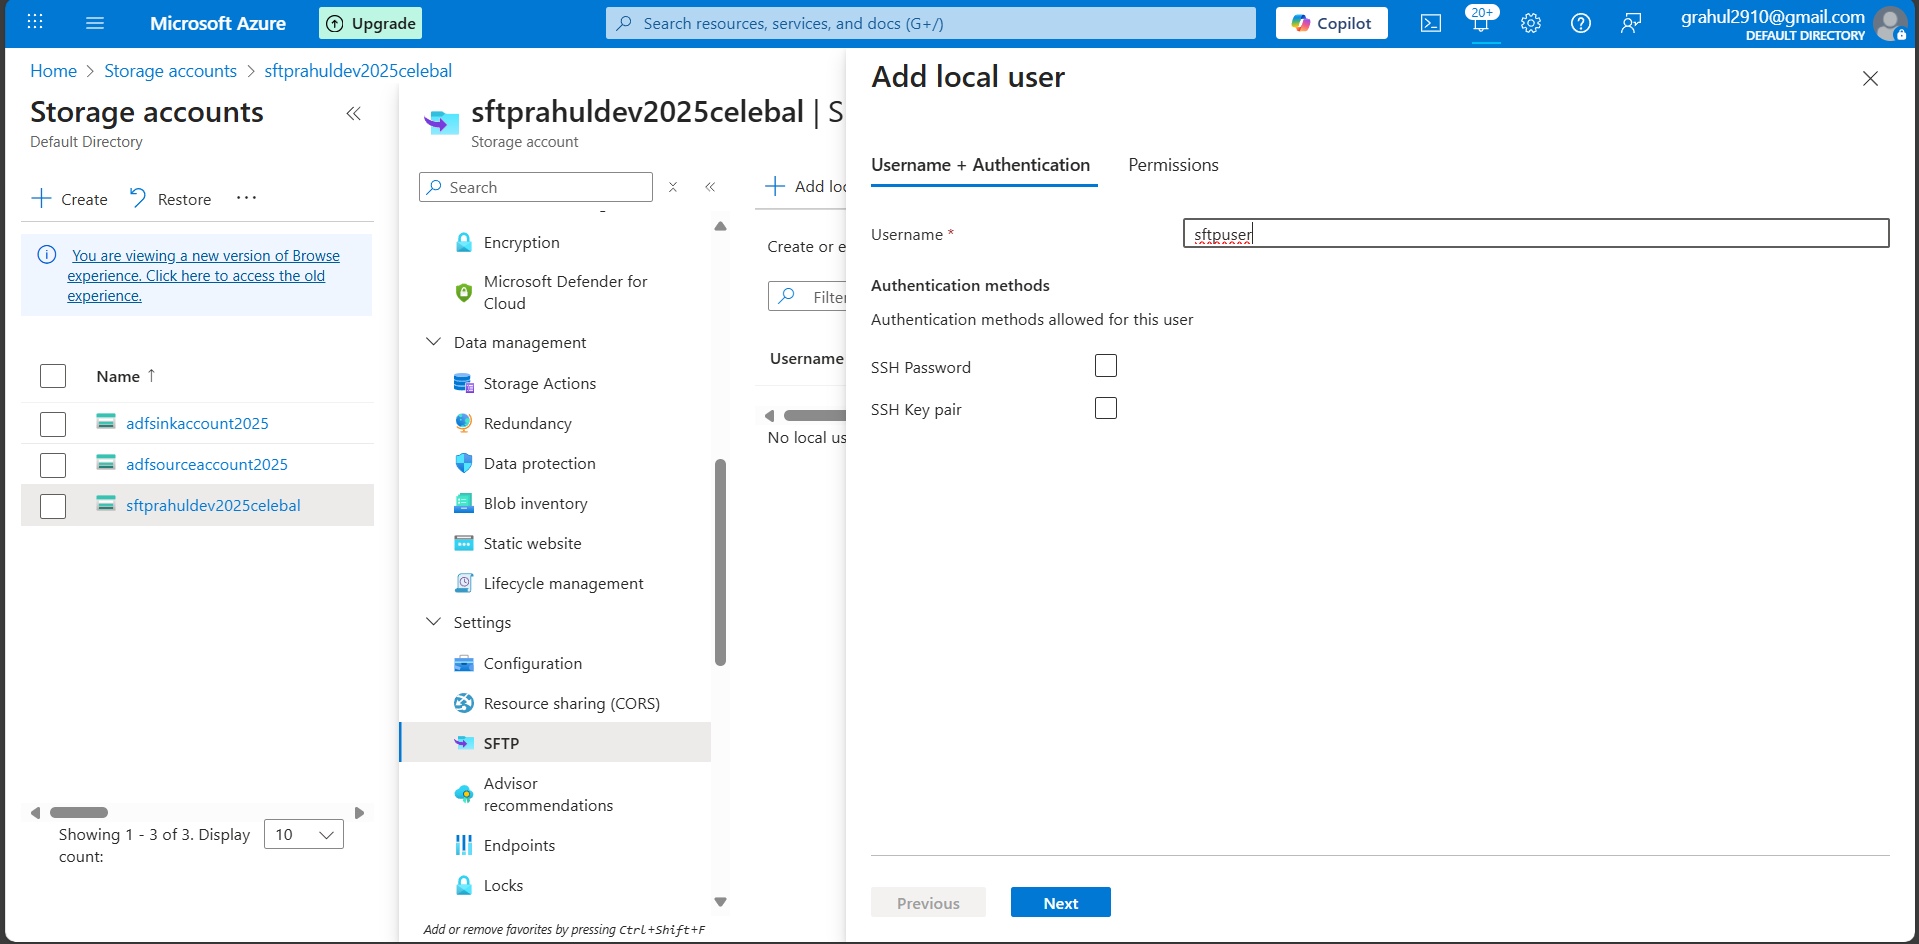 Microsoft Azure
Upgrade
Search resources, services, and docs (G+/)
Copilot
20+
grahul2910@gmail.com
DEFAULT DIRECTORY
Home > Storage accounts > sftprahuldev2025celebal
Storage accounts
Default Directory
Create
Restore
...
You are viewing a new version of Browse
experience. Click here to access the old
experience.
Name ↑
adfsinkaccount2025
adfsourceaccount2025
sftprahuldev2025celebal
Showing 1 - 3 of 3. Display
count:
10
sftprahuldev2025celebal | S
Storage account
Search
Encryption
Microsoft Defender for
Cloud
Data management
Storage Actions
Redundancy
Data protection
Blob inventory
Static website
Lifecycle management
Settings
Configuration
Resource sharing (CORS)
SFTP
Advisor
recommendations
Endpoints
Locks
Add or remove favorites by pressing Ctrl+Shift+F
Add loc
Create or e
Filter
Username
No local us
Add local user
Username + Authentication
Permissions
Username *
sftpuser
Authentication methods
Authentication methods allowed for this user
SSH Password
SSH Key pair
Previous
Next